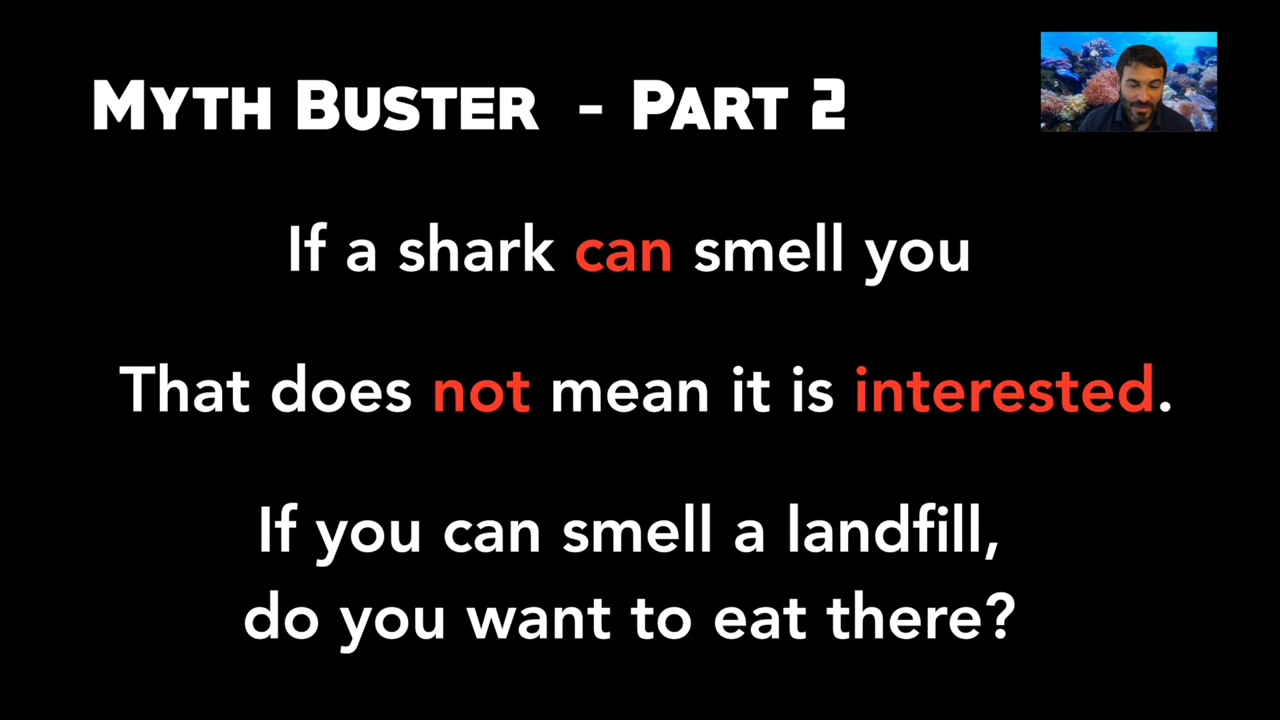 MYTH BUSTER - PART 2
If a shark can smell you
That does not mean it is interested.
If you can smell a landfill,
do you want to eat there?